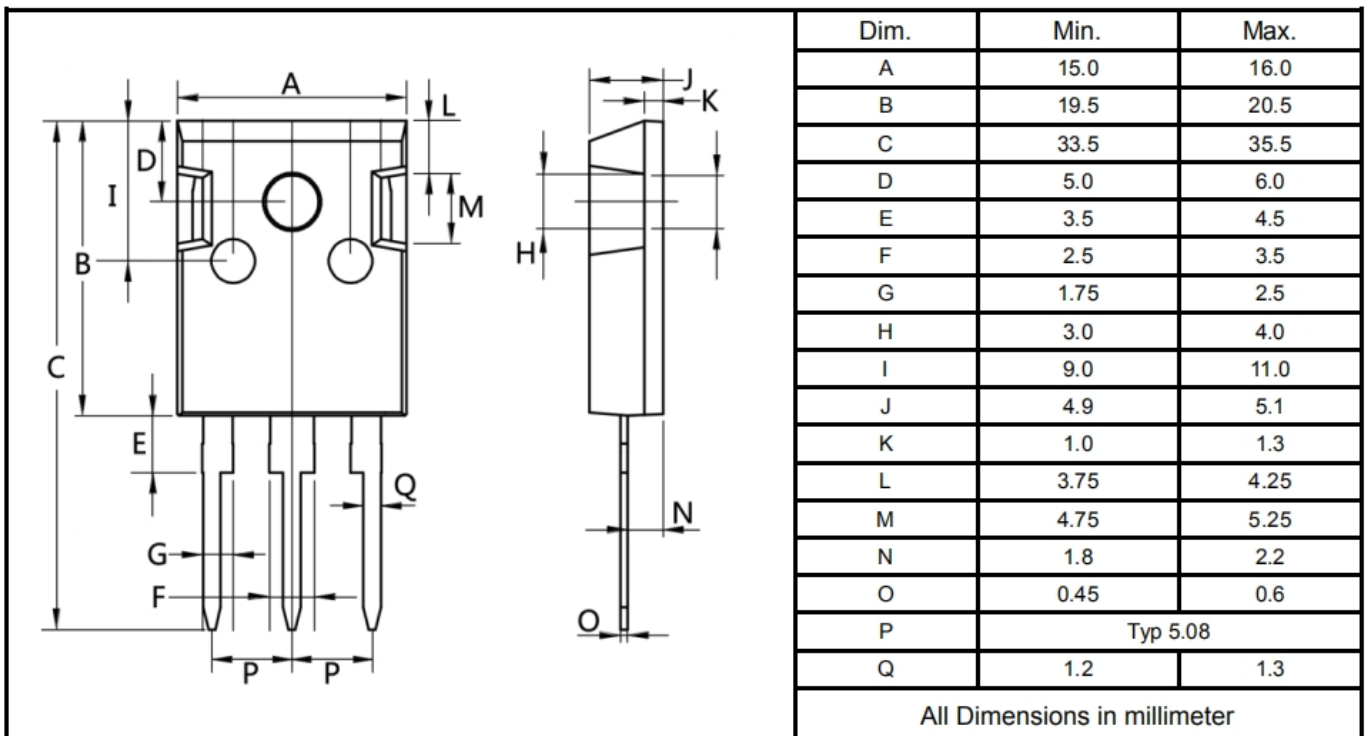 A
L
D
I
M
B
C
E
Q
G
F
P P
J
K
H
N
O
Dim. Min. Max.
A 15.0 16.0
B 19.5 20.5
C 33.5 35.5
D 5.0 6.0
E 3.5 4.5
F 2.5 3.5
G 1.75 2.5
H 3.0 4.0
I 9.0 11.0
J 4.9 5.1
K 1.0 1.3
L 3.75 4.25
M 4.75 5.25
N 1.8 2.2
O 0.45 0.6
P Typ 5.08
Q 1.2 1.3
All Dimensions in millimeter